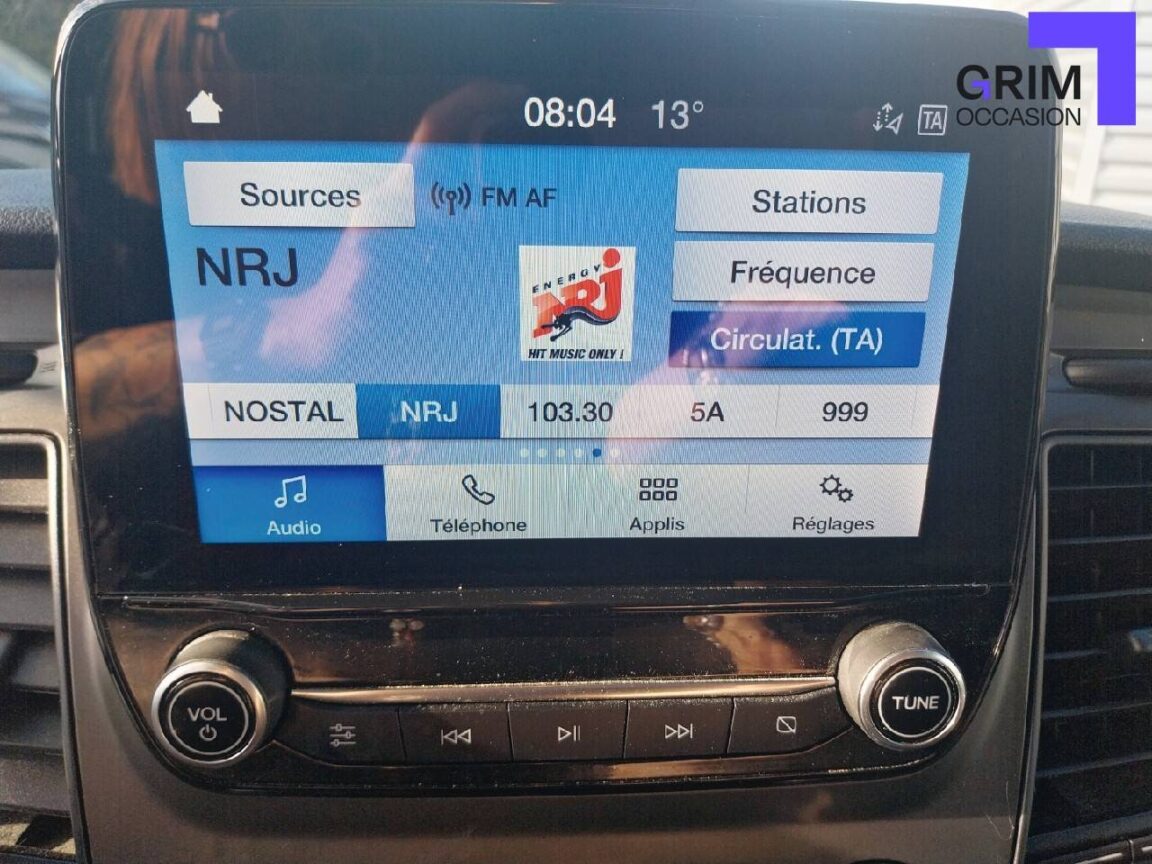 GRIM
OCCASION
08:04 13°
TA
Sources
FM AF
Stations
NRJ
ENERGY
NRJ
HIT MUSIC ONLY !
Fréquence
Circulat. (TA)
NOSTAL NRJ 103.30 5A 999
Audio Téléphone Applis Réglages
VOL
TUNE